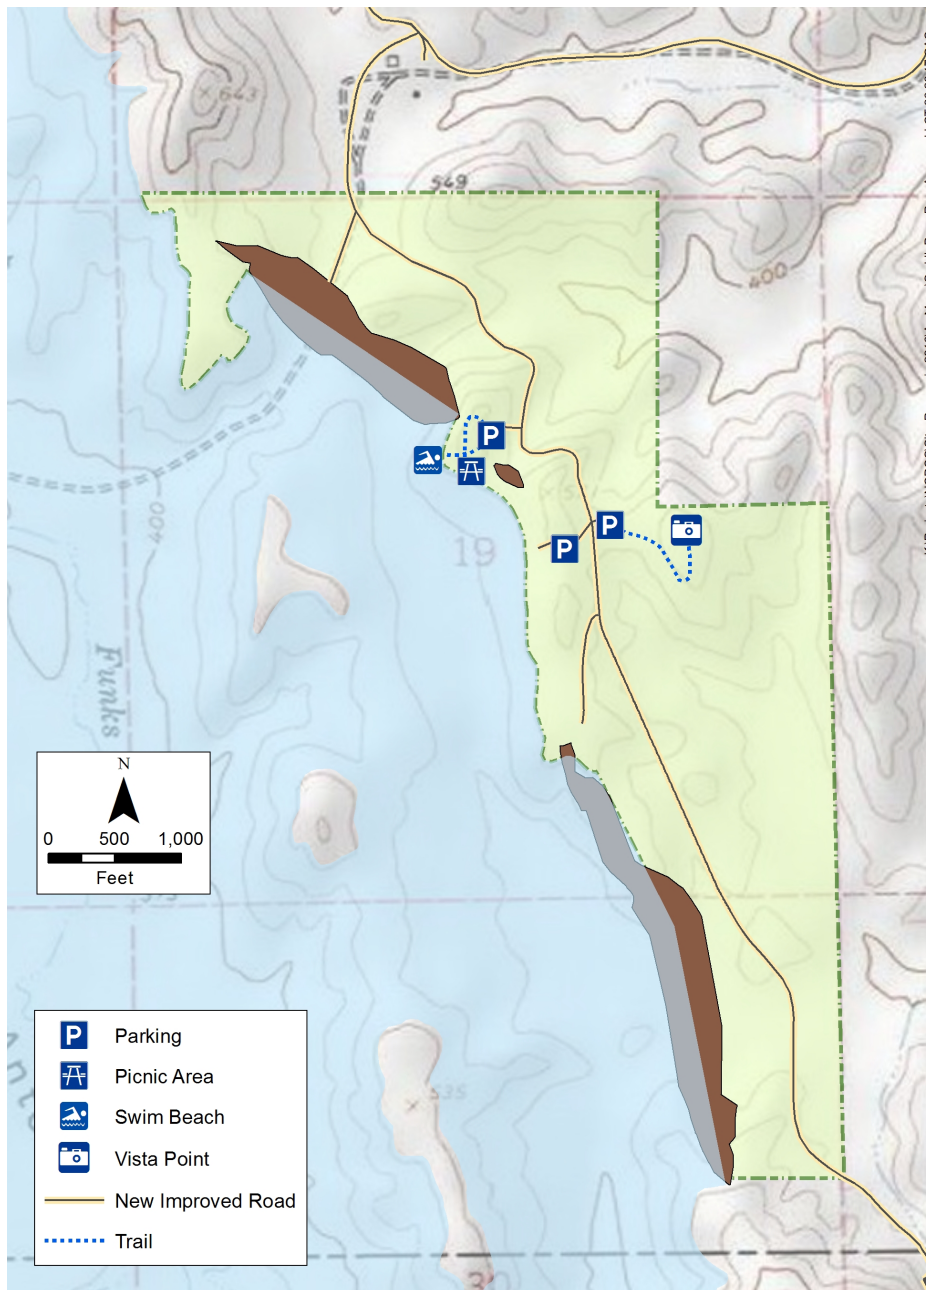 643
549
400
P
P
19
P
400
Funks
N
0 500 1,000
Feet
P Parking
Picnic Area
Swim Beach
535
Vista Point
New Improved Road
Trail